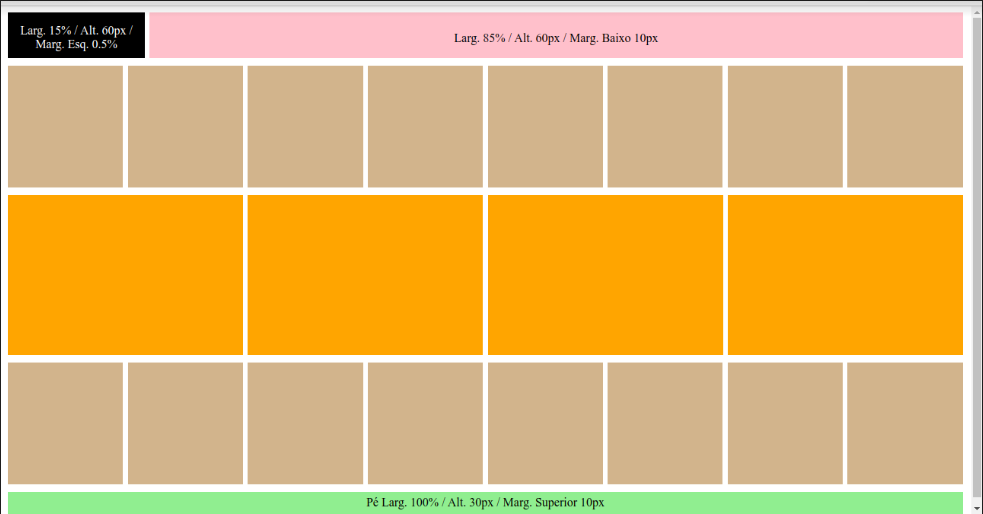 Larg. 15% / Alt. 60px /
Marg. Esq. 0.5%
Larg. 85% / Alt. 60px / Marg. Baixo 10px
Pé Larg. 100% / Alt. 30px / Marg. Superior 10px